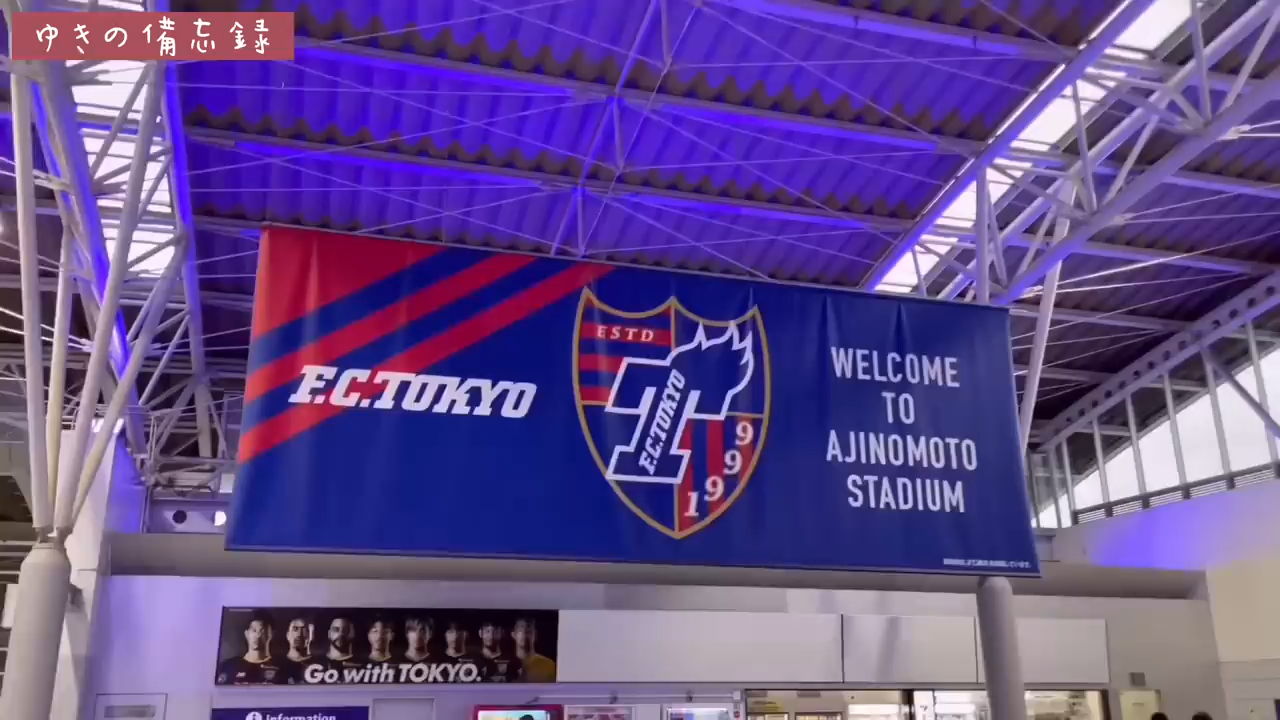 ゆきの備忘録
F.C.TOKYO
ESTD
F.C.TOKYO
1999
WELCOME
TO
AJINOMOTO
STADIUM
Go with TOKYO.
Information